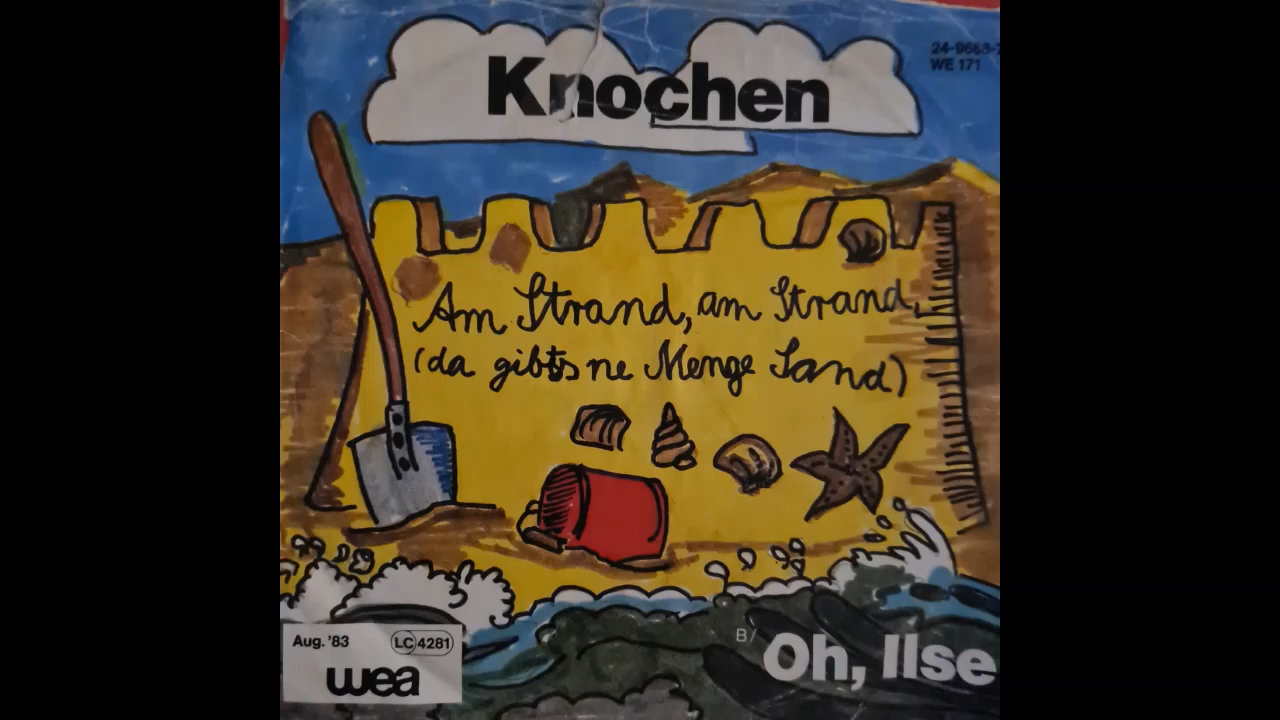 Knochen
24-9668-7
WE 171
Am Strand, am Strand,
(da gibts ne Menge Sand)
Aug. '83
LC 4281
wea
B/
Oh, Ilse